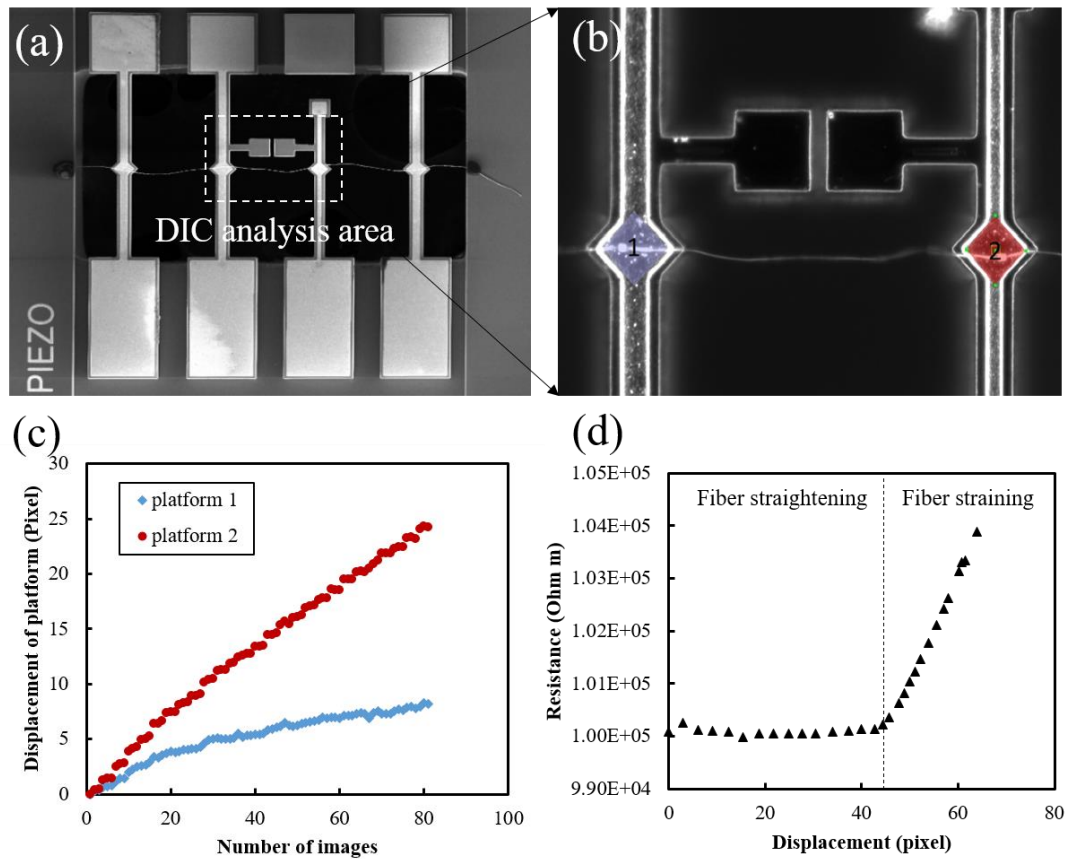 (a)
DIC analysis area
PIEZO
(b)
1
2
(c)
30
25
20
15
10
5
0
Displacement of platform (Pixel)
platform 1
platform 2
0 20 40 60 80 100
Number of images
(d)
1.05E+05
1.04E+05
1.03E+05
1.02E+05
1.01E+05
1.00E+05
9.90E+04
Resistance (Ohm m)
Fiber straightening
Fiber straining
0 20 40 60 80
Displacement (pixel)